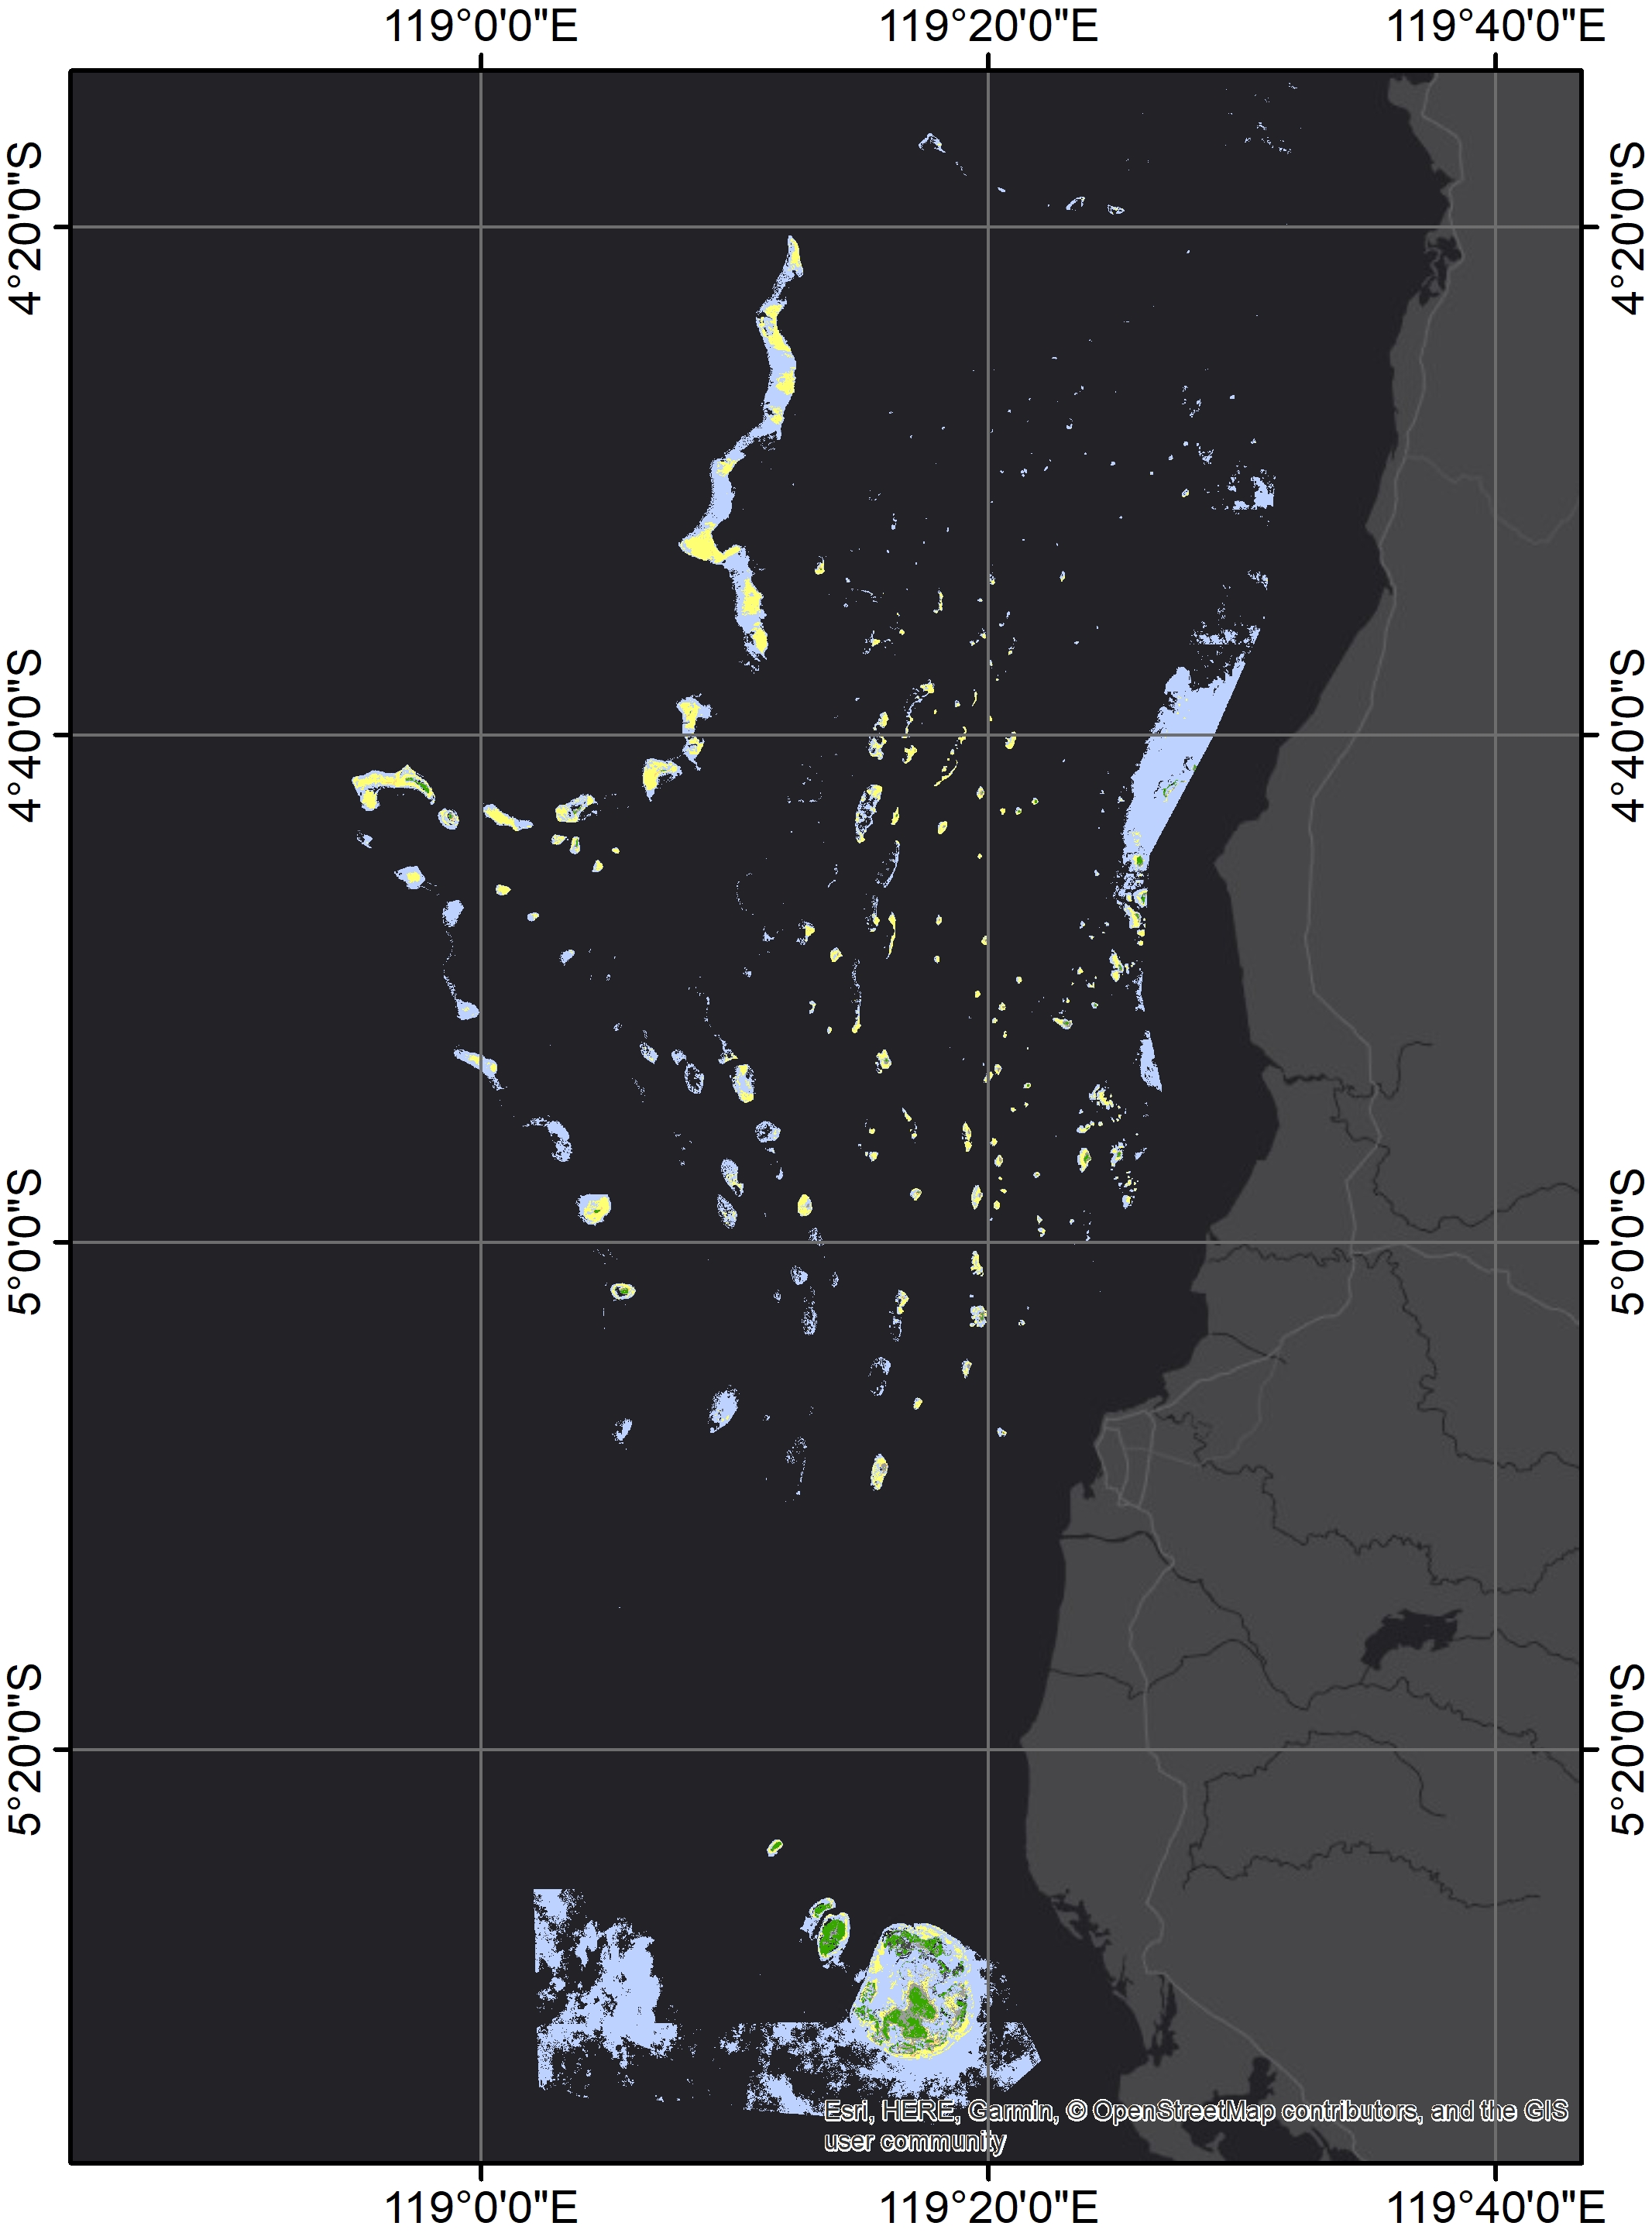 119°0'0"E 119°20'0"E 119°40'0"E
4°20'0"S 4°20'0"S
4°40'0"S 4°40'0"S
5°0'0"S 5°0'0"S
5°20'0"S 5°20'0"S
Esri, HERE, Garmin, © OpenStreetMap contributors, and the GIS
user community
119°0'0"E 119°20'0"E 119°40'0"E